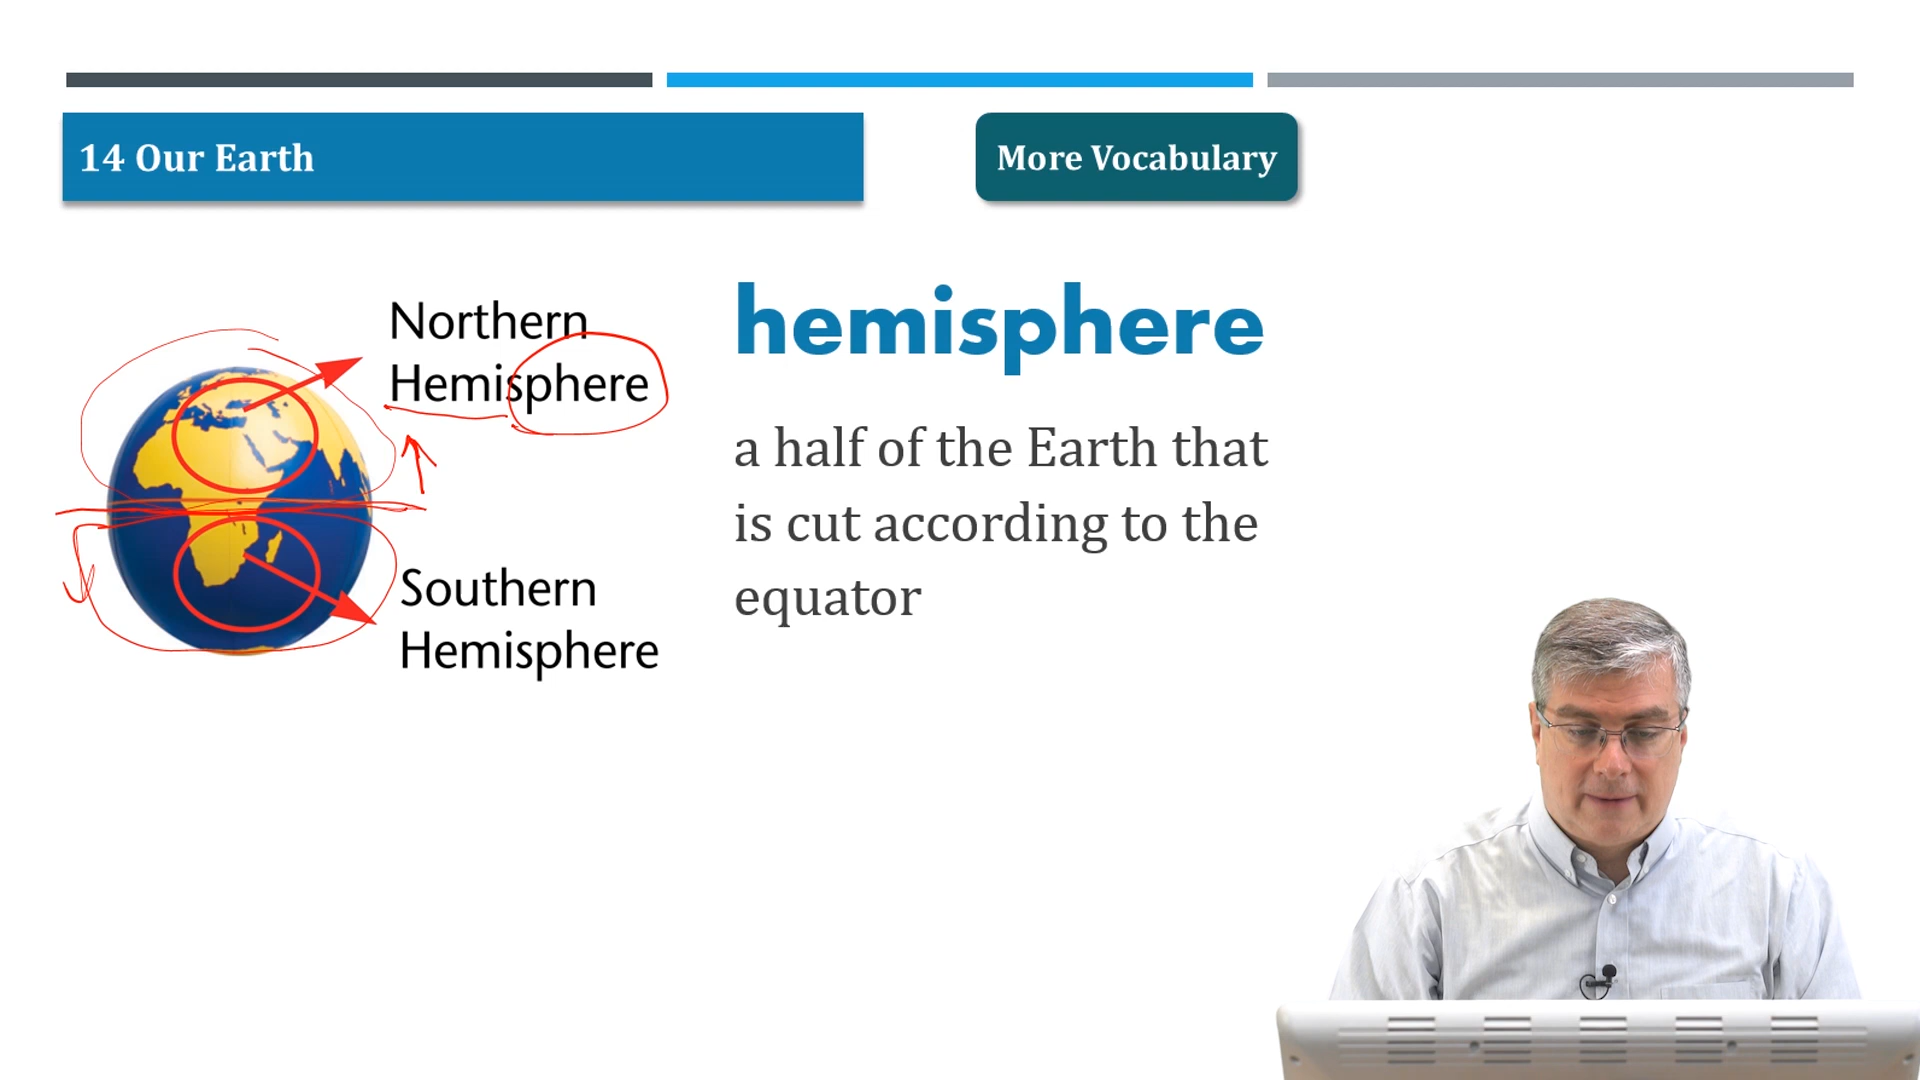 14 Our Earth
More Vocabulary
Northern
Hemisphere
Southern
Hemisphere
hemisphere
a half of the Earth that
is cut according to the
equator